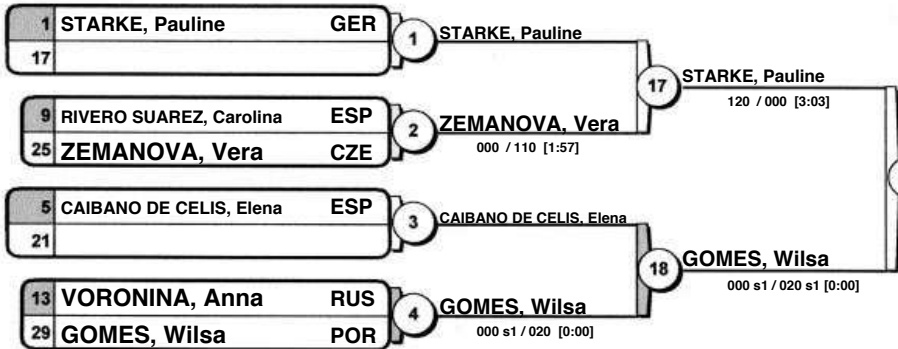 1 STARKE, Pauline GER
17
1
STARKE, Pauline
9 RIVERO SUAREZ, Carolina ESP
25 ZEMANOVA, Vera CZE
2
ZEMANOVA, Vera
000 / 110 [1:57]
17
STARKE, Pauline
120 / 000 [3:03]
5 CAIBANO DE CELIS, Elena ESP
21
3
CAIBANO DE CELIS, Elena
13 VORONINA, Anna RUS
29 GOMES, Wilsa POR
4
GOMES, Wilsa
000 s1 / 020 [0:00]
18
GOMES, Wilsa
000 s1 / 020 s1 [0:00]